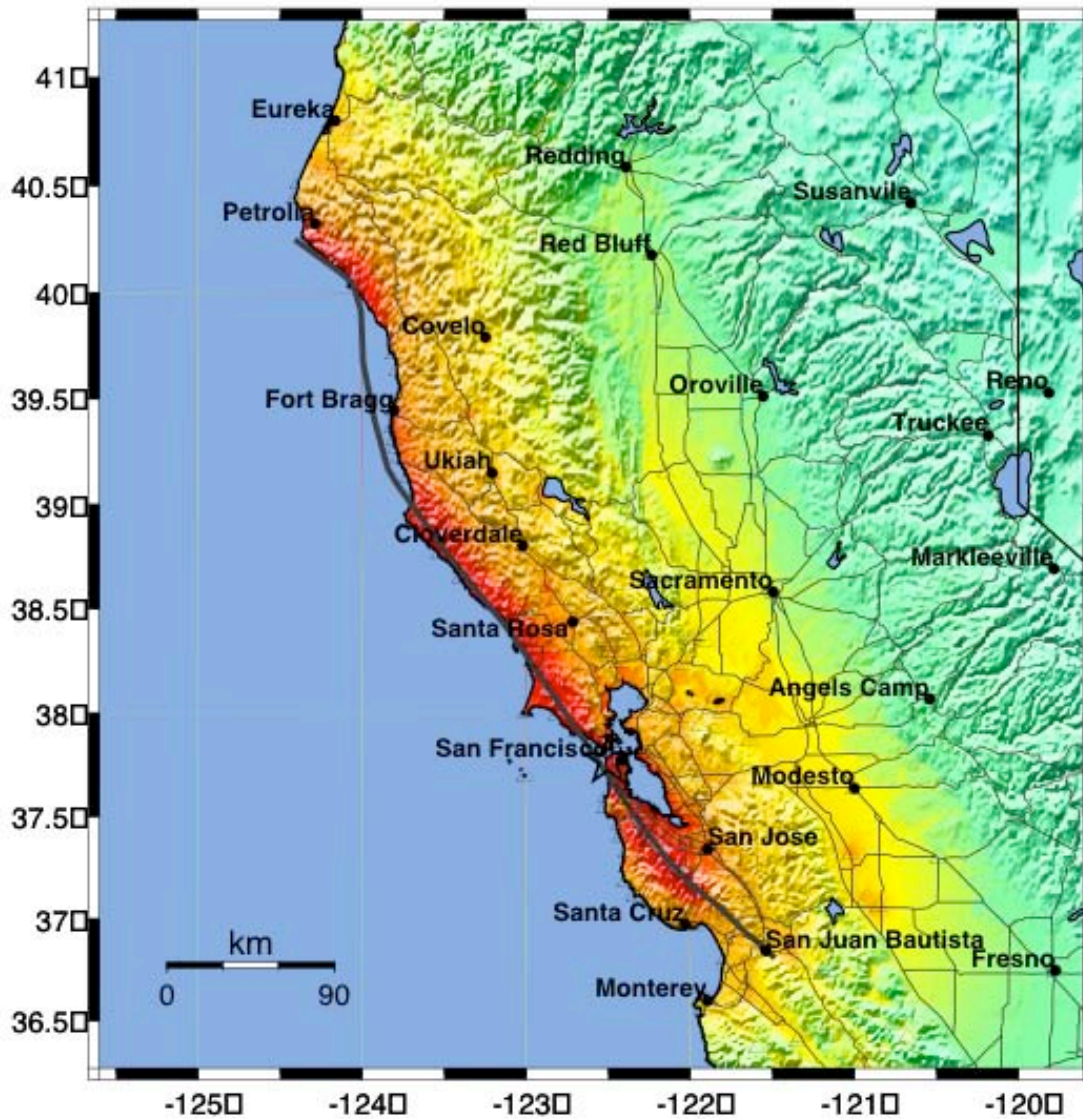 41□
Eureka
Redding
40.5□
Susanvile
Petrolia
Red Bluff
40□
Covelo
39.5□
Fort Bragg
Oroville
Reno
Truckee
Ukiah
39□
Cloverdale
Markleeville
38.5□
Sacramento
Santa Rosa
Angels Camp
38□
San Francisco
Modesto
37.5□
San Jose
37□
Santa Cruz
km
San Juan Bautista
Fresno
0 90
Monterey
36.5□
-125□ -124□ -123□ -122□ -121□ -120□